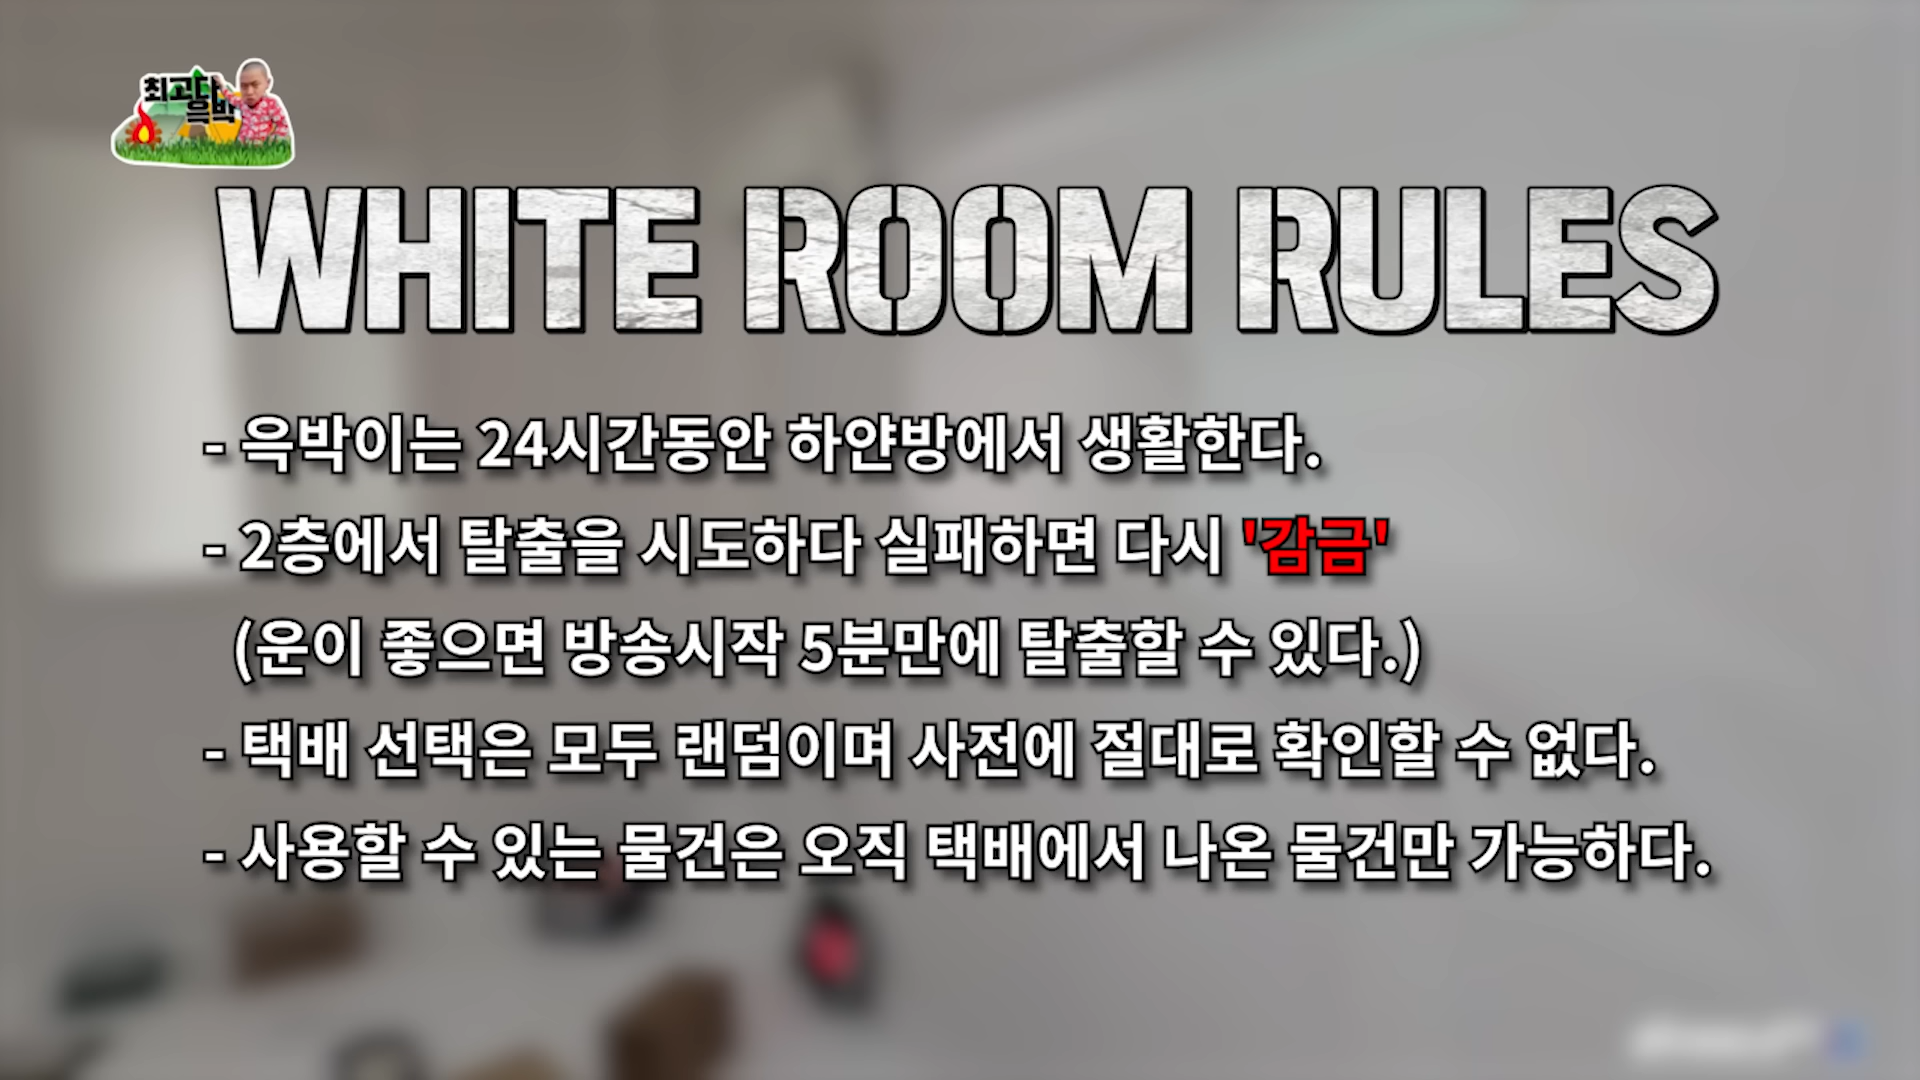 최고다
윽박
WHITE ROOM RULES
- 윽박이는 24시간동안 하얀방에서 생활한다.
- 2층에서 탈출을 시도하다 실패하면 다시 '감금'
(운이 좋으면 방송시작 5분만에 탈출할 수 있다.)
- 택배 선택은 모두 랜덤이며 사전에 절대로 확인할 수 없다.
- 사용할 수 있는 물건은 오직 택배에서 나온 물건만 가능하다.